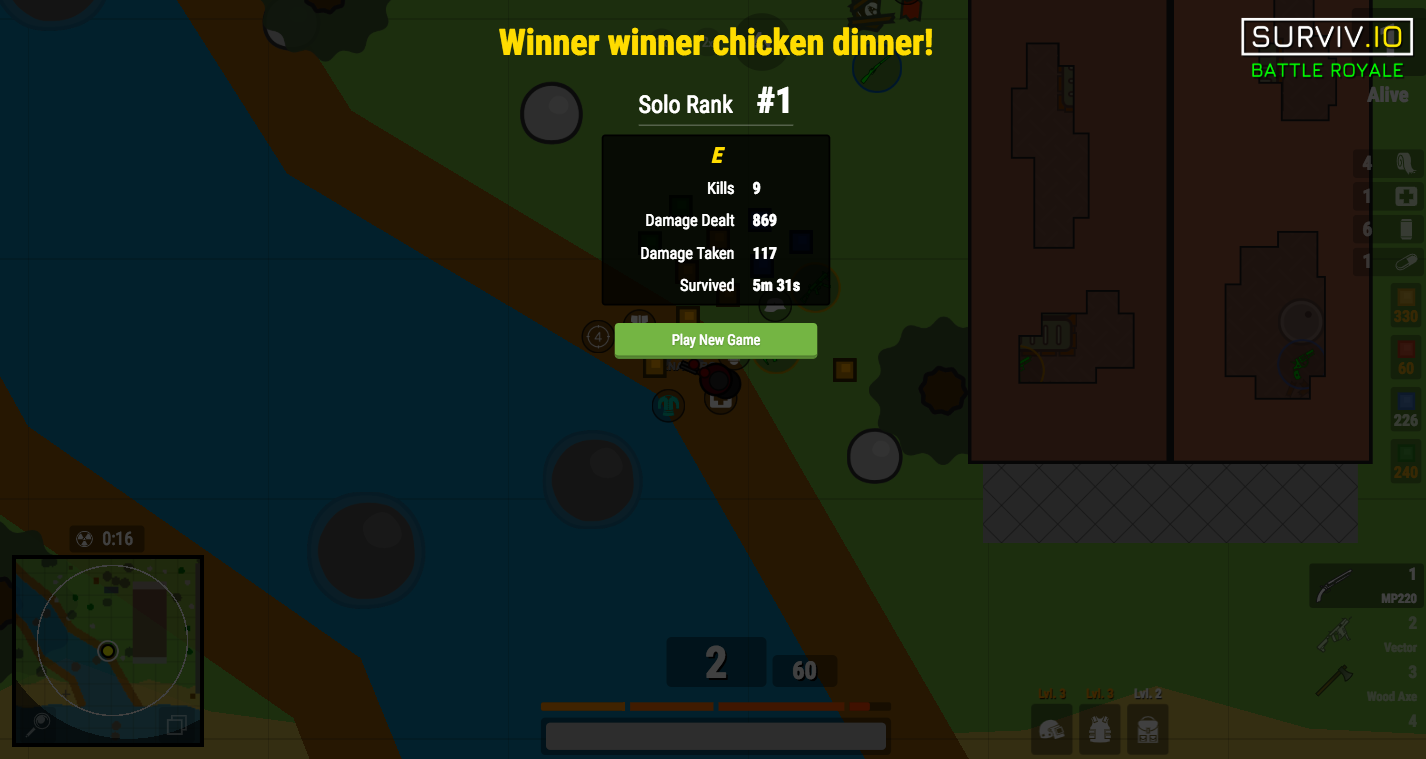 Winner winner chicken dinner!
SURVIV.IO
BATTLE ROYALE
Solo Rank #1
Alive
E
Kills 9
Damage Dealt 869
Damage Taken 117
Survived 5m 31s
Play New Game
4
1
6
1
4
330
60
226
240
0:16
1
MP220
2
Vector
3
Wood Axe
4
2
60
Lvl. 3
Lvl. 3
Lvl. 2